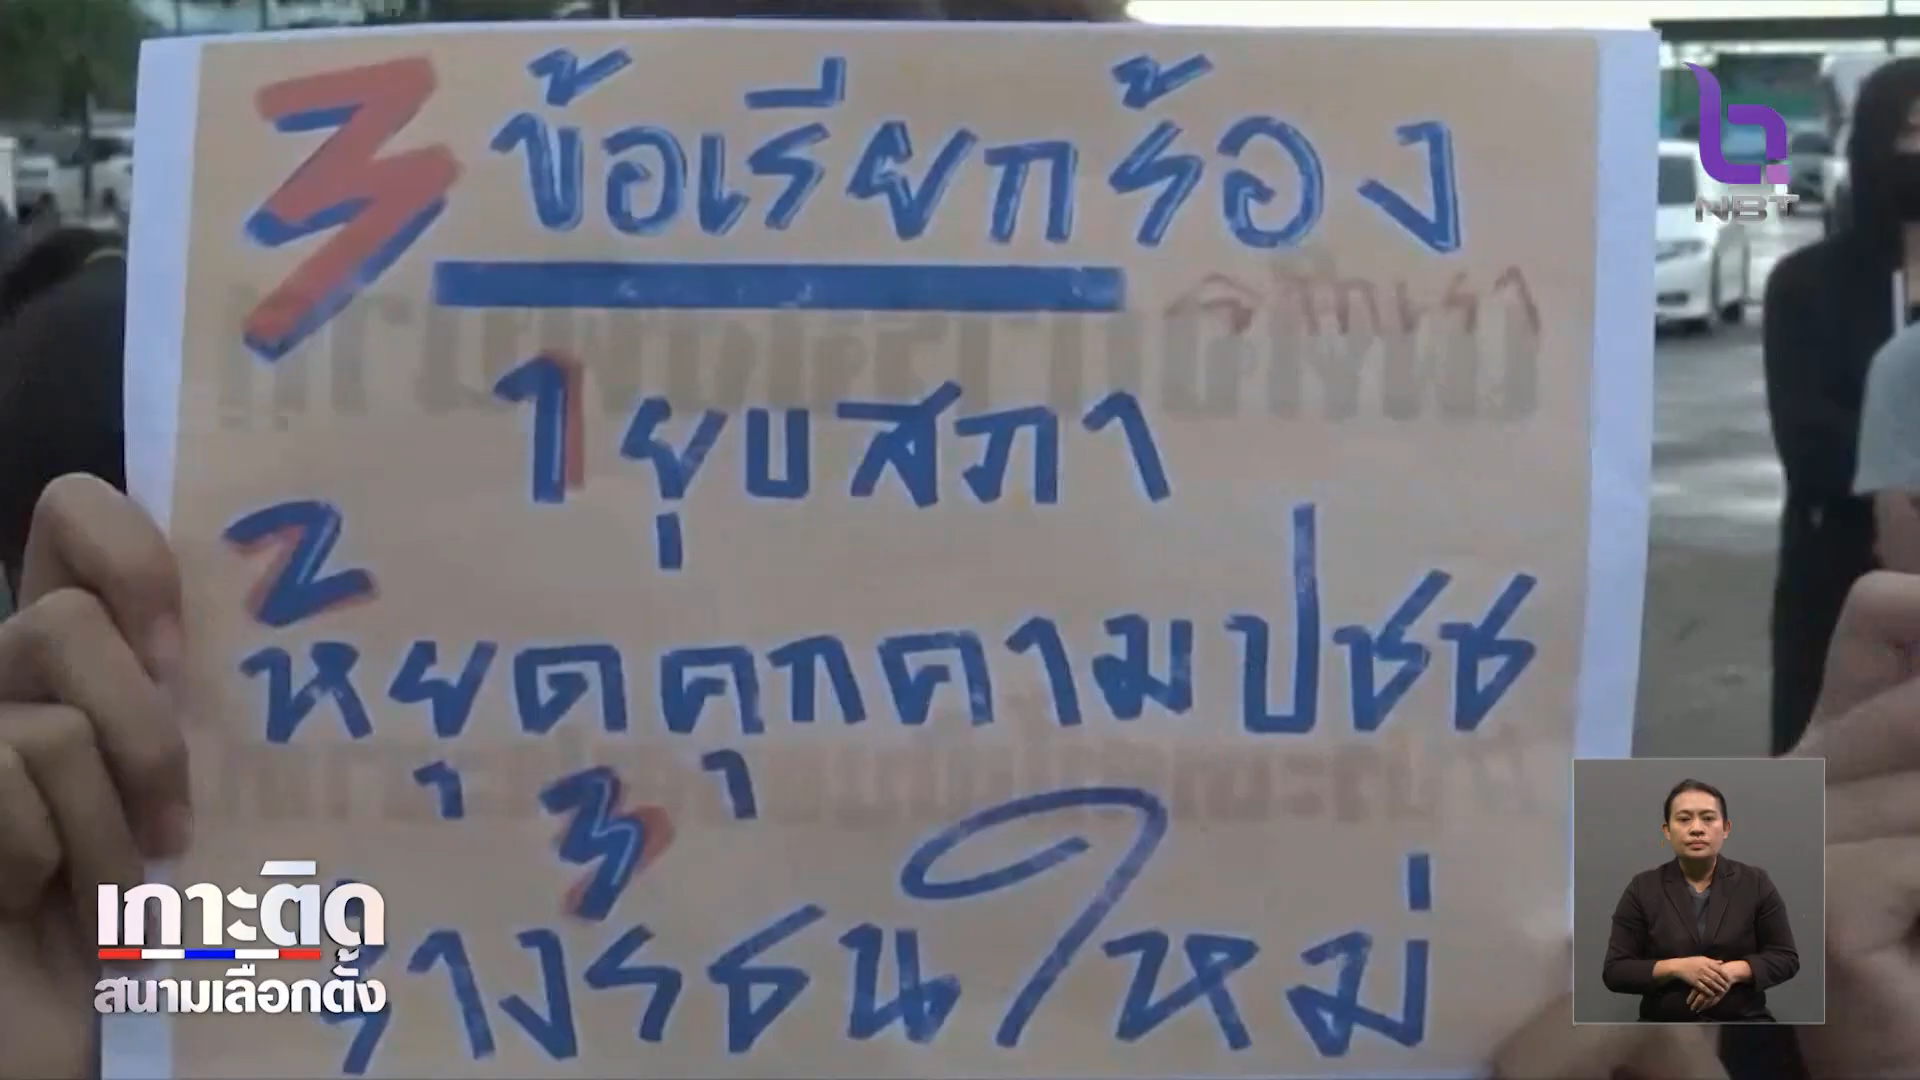 3 ข้อเรียกร้อง
1 ยุบสภา
2
หยุดคุกคามปชช
3
ร่างรธนใหม่
NBT
เกาะติด
สนามเลือกตั้ง